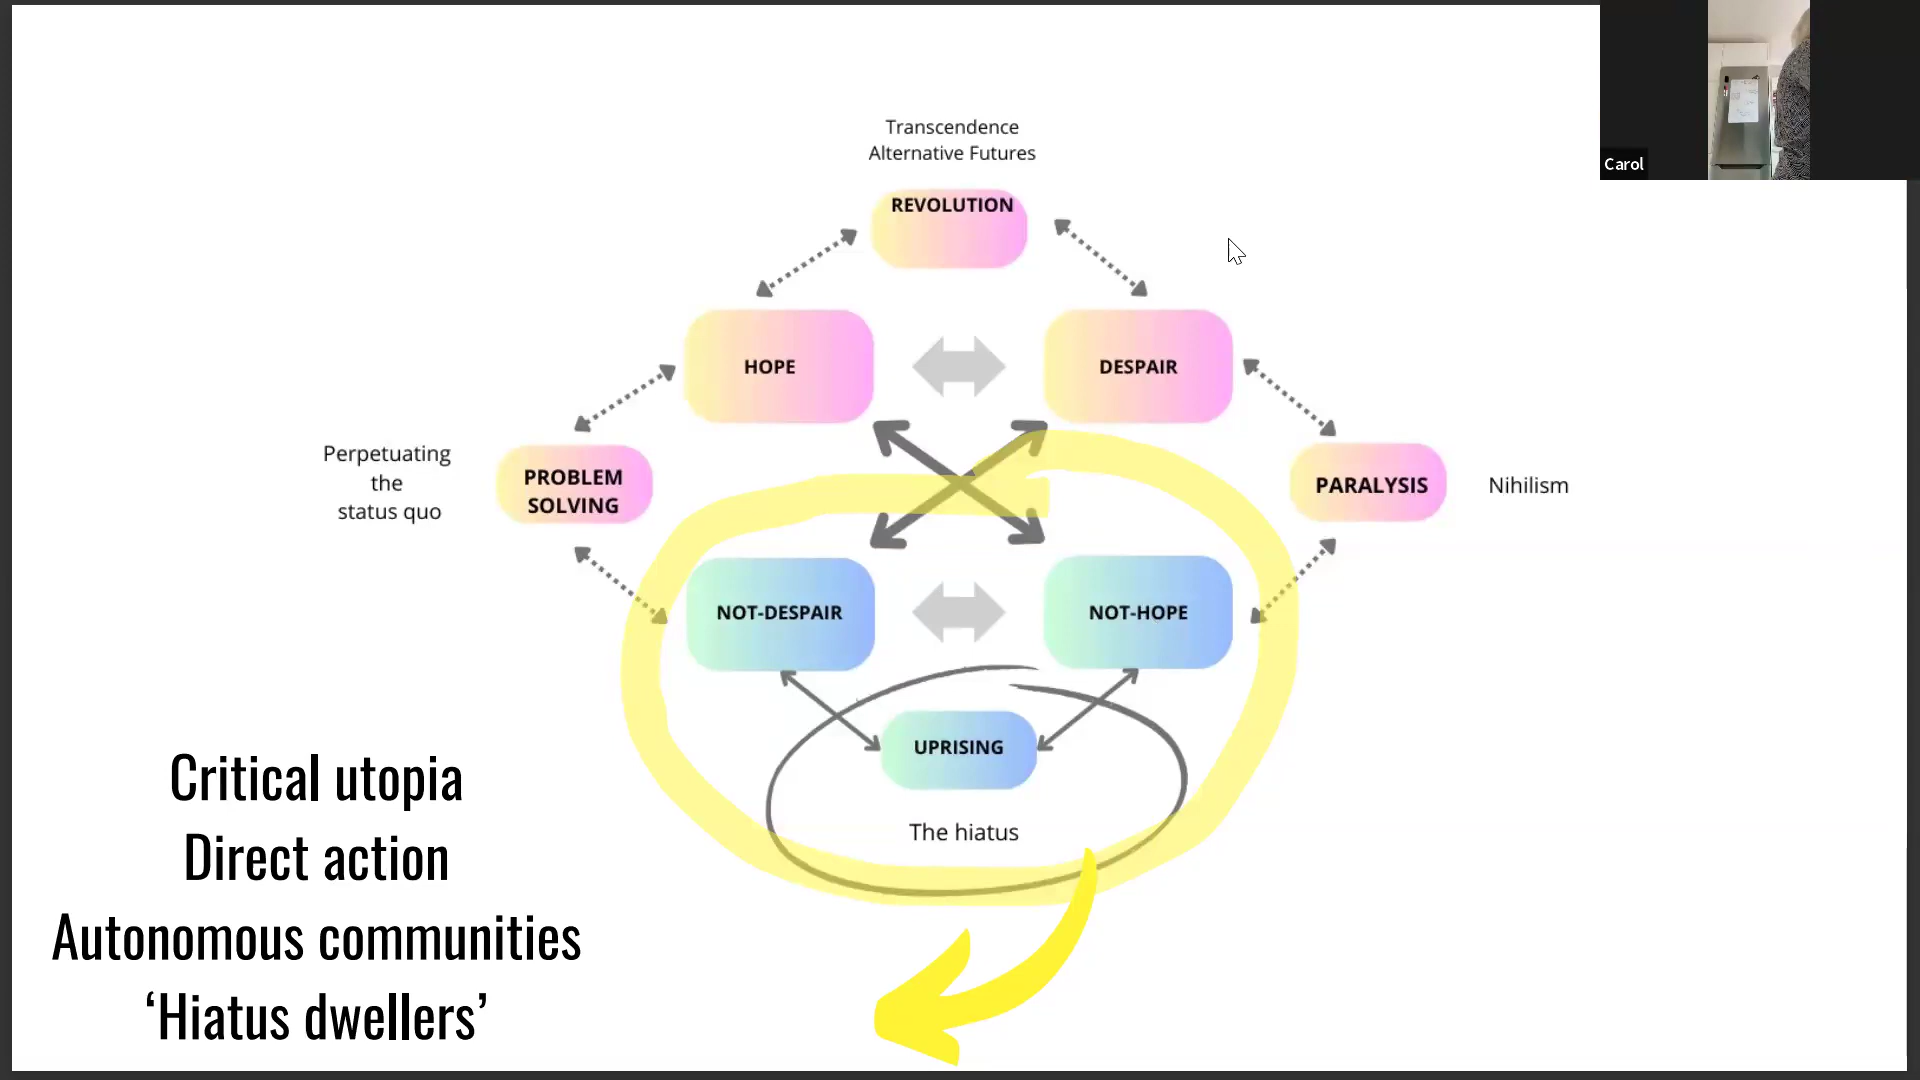 Carol
Transcendence
Alternative Futures
REVOLUTION
HOPE
DESPAIR
Perpetuating
the
status quo
PROBLEM
SOLVING
PARALYSIS
Nihilism
NOT-DESPAIR
NOT-HOPE
UPRISING
The hiatus
Critical utopia
Direct action
Autonomous communities
‘Hiatus dwellers’